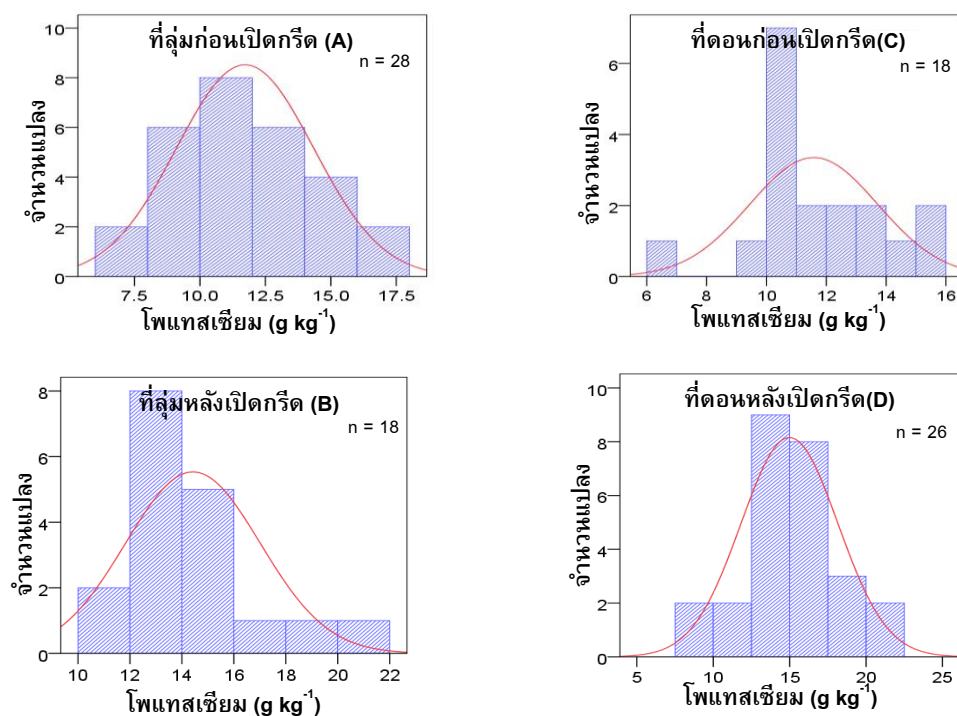 ที่ลุ่มก่อนเปิดกรีด (A)
n = 28
จำนวนแปลง
10
8
6
4
2
0
7.5 10.0 12.5 15.0 17.5
โพแทสเซียม (g kg-1)
ที่ดอนก่อนเปิดกรีด(C)
n = 18
จำนวนแปลง
6
4
2
0
6 8 10 12 14 16
โพแทสเซียม (g kg-1)
ที่ลุ่มหลังเปิดกรีด (B)
n = 18
จำนวนแปลง
8
6
4
2
0
10 12 14 16 18 20 22
โพแทสเซียม (g kg-1)
ที่ดอนหลังเปิดกรีด(D)
n = 26
จำนวนแปลง
10
8
6
4
2
0
5 10 15 20 25
โพแทสเซียม (g kg-1)